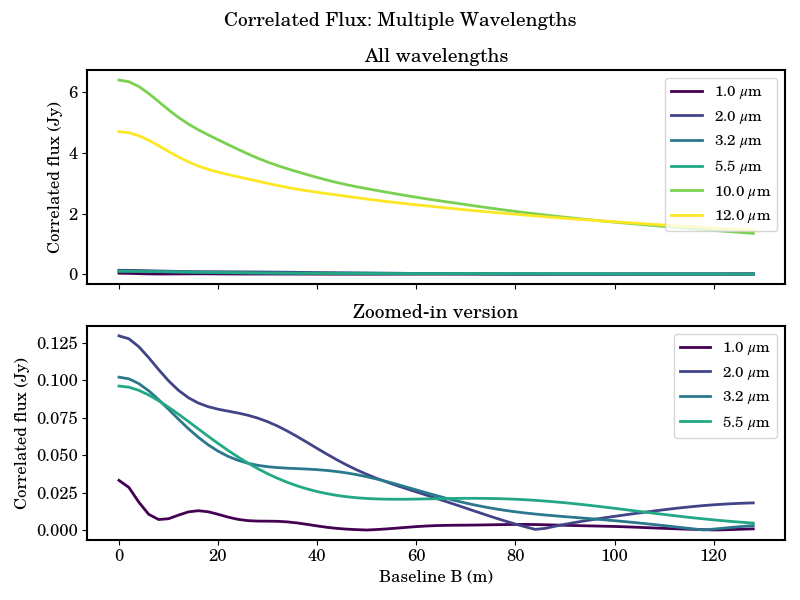 Correlated Flux: Multiple Wavelengths
All wavelengths
Correlated flux (Jy)
6
4
2
0
1.0 μm
2.0 μm
3.2 μm
5.5 μm
10.0 μm
12.0 μm
Zoomed-in version
Correlated flux (Jy)
0.125
0.100
0.075
0.050
0.025
0.000
1.0 μm
2.0 μm
3.2 μm
5.5 μm
0 20 40 60 80 100 120
Baseline B (m)